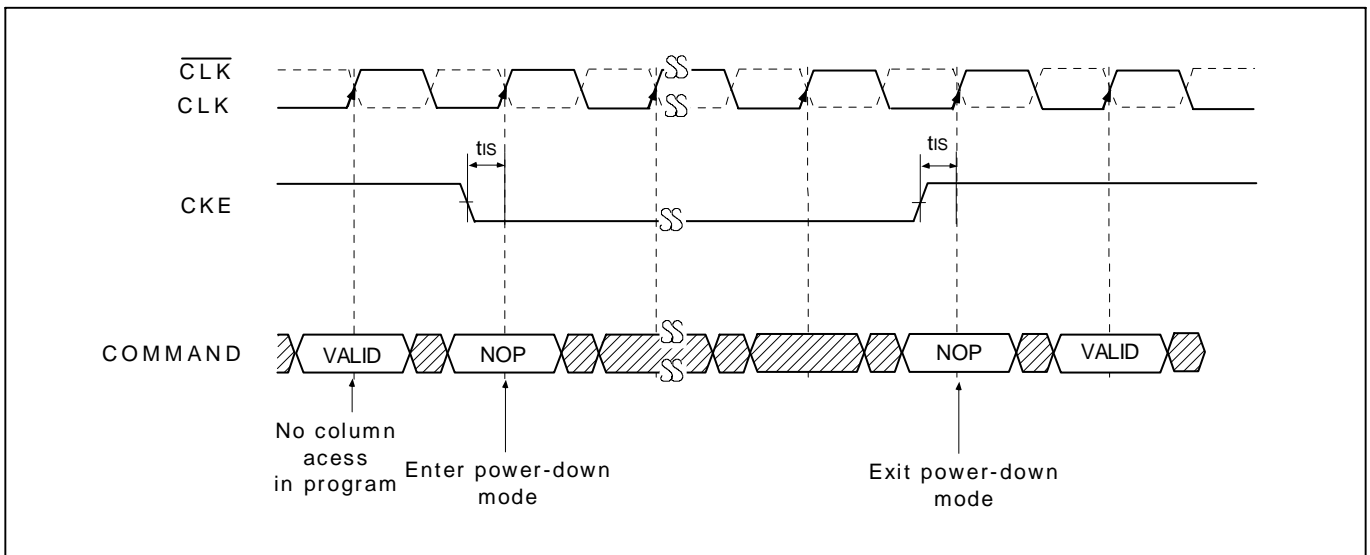 CLK
CLK
tIS
tIS
CKE
COMMAND
VALID
NOP
NOP
VALID
No column
acess
in program
Enter power-down
mode
Exit power-down
mode